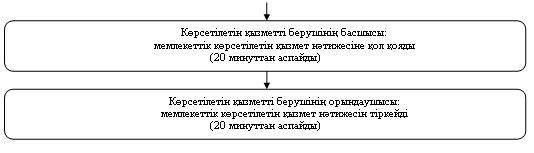 Көрсетілетін қызметті берушінің басшысы:
мемлекеттік көрсетілетін қызмет нәтижесіне қол қояды
(20 минуттан аспайды)
Көрсетілетін қызметті берушінің орындаушысы:
мемлекеттік көрсетілетін қызмет нәтижесін тіркейді
(20 минуттан аспайды)